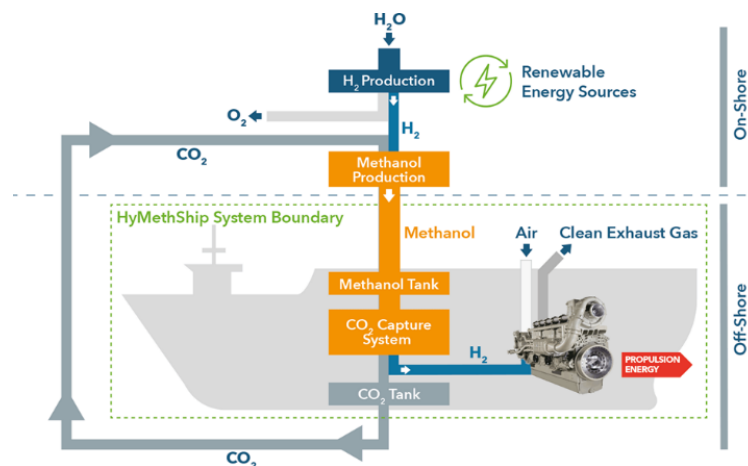 H₂O
H₂ Production
Renewable
Energy Sources
O₂
H₂
CO₂
Methanol
Production
On-Shore
HyMethShip System Boundary
Methanol
Air
Clean Exhaust Gas
Methanol Tank
CO₂ Capture
System
H₂
PROPULSION
ENERGY
CO₂ Tank
Off-Shore
CO₂